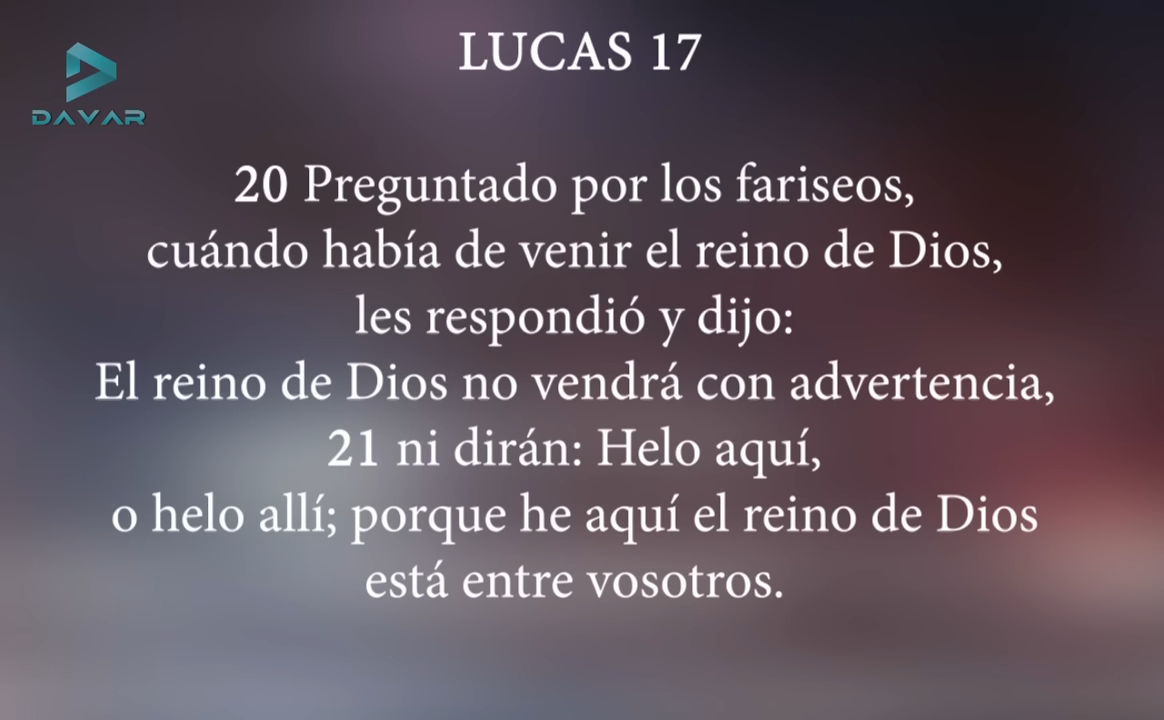 LUCAS 17
DAVAR
20 Preguntado por los fariseos,
cuándo había de venir el reino de Dios,
les respondió y dijo:
El reino de Dios no vendrá con advertencia,
21 ni dirán: Helo aquí,
o helo allí; porque he aquí el reino de Dios
está entre vosotros.